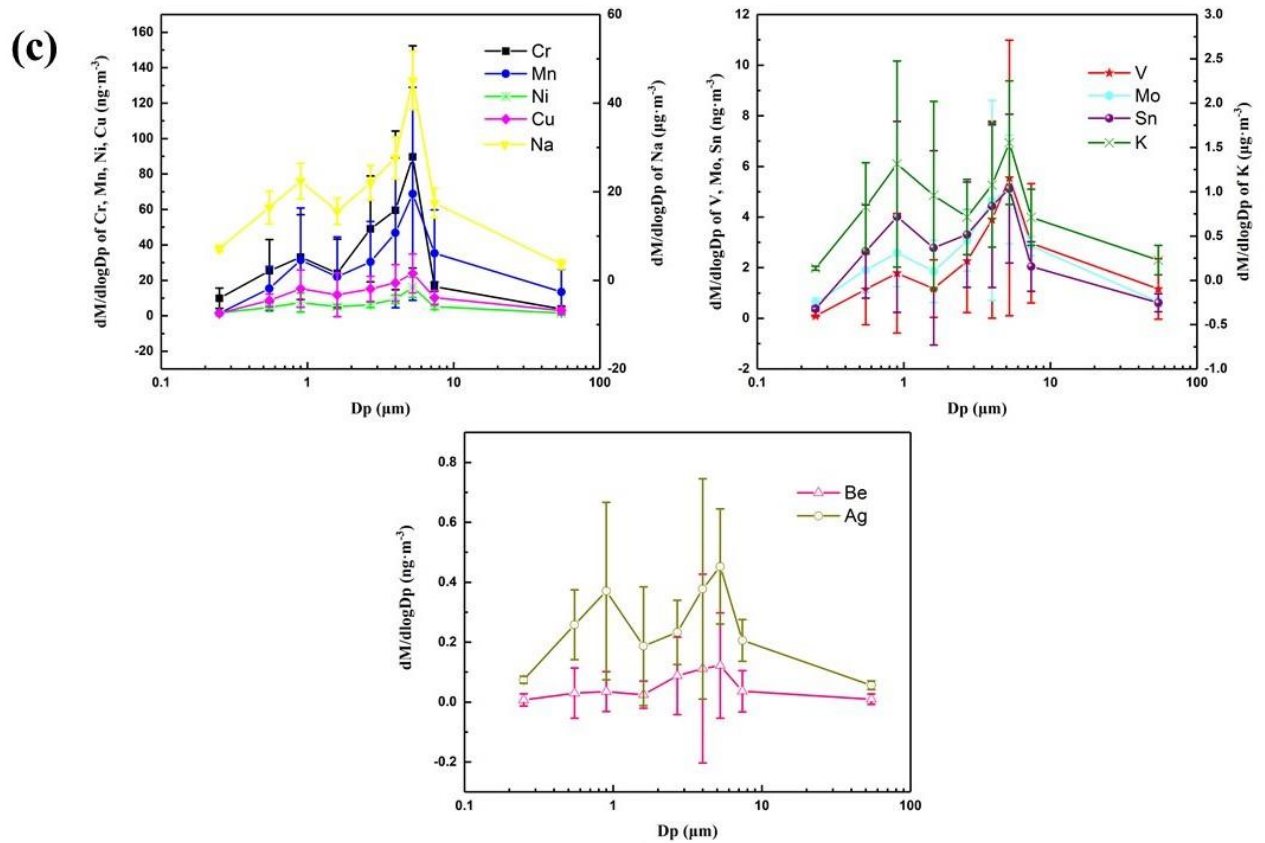 (c)
dM/dlogDp of Cr, Mn, Ni, Cu (ng·m⁻³)
160
140
120
100
80
60
40
20
0
-20
60
40
20
0
-20
dM/dlogDp of Na (μg·m⁻³)
Cr
Mn
Ni
Cu
Na
0.1
1
10
100
Dp (μm)
dM/dlogDp of V, Mo, Sn (ng·m⁻³)
12
10
8
6
4
2
0
-2
3.0
2.5
2.0
1.5
1.0
0.5
0.0
-0.5
-1.0
dM/dlogDp of K (μg·m⁻³)
V
Mo
Sn
K
0.1
1
10
100
Dp (μm)
dM/dlogDp (ng·m⁻³)
0.8
0.6
0.4
0.2
0.0
-0.2
Be
Ag
0.1
1
10
100
Dp (μm)